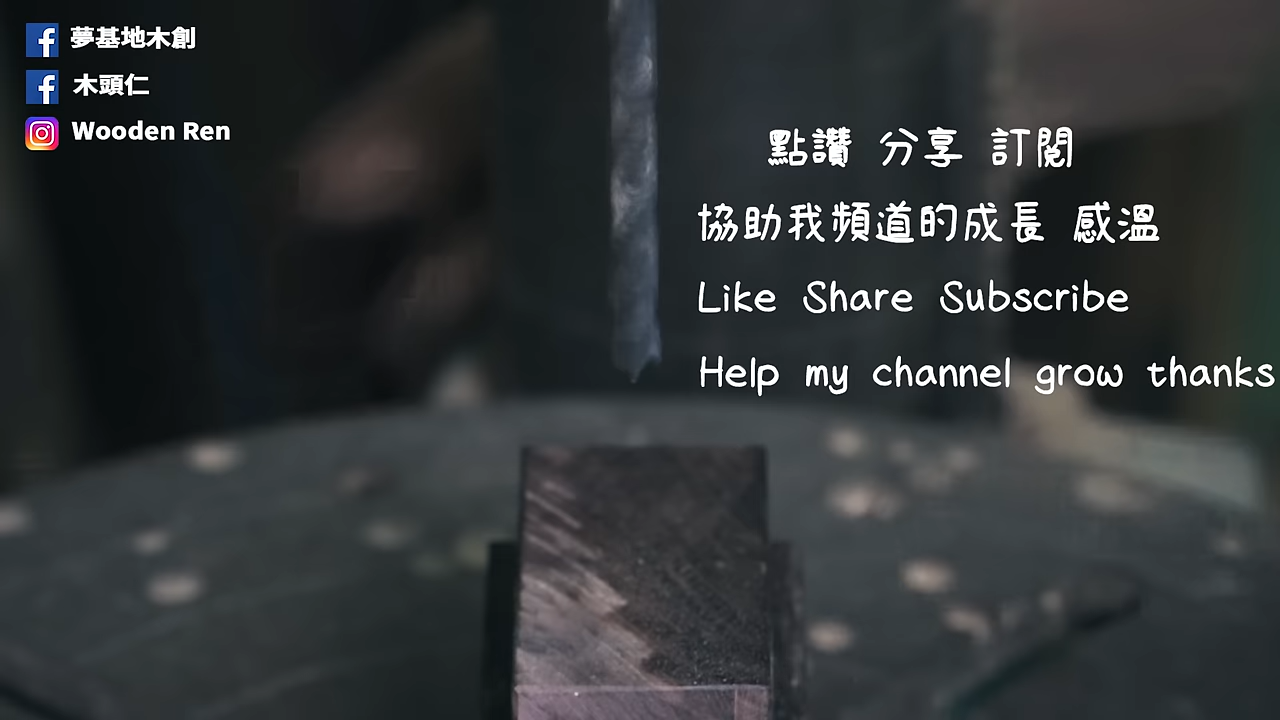 夢基地木創
木頭仁
Wooden Ren
點讚 分享 訂閱
協助我頻道的成長 感溫
Like Share Subscribe
Help my channel grow thanks